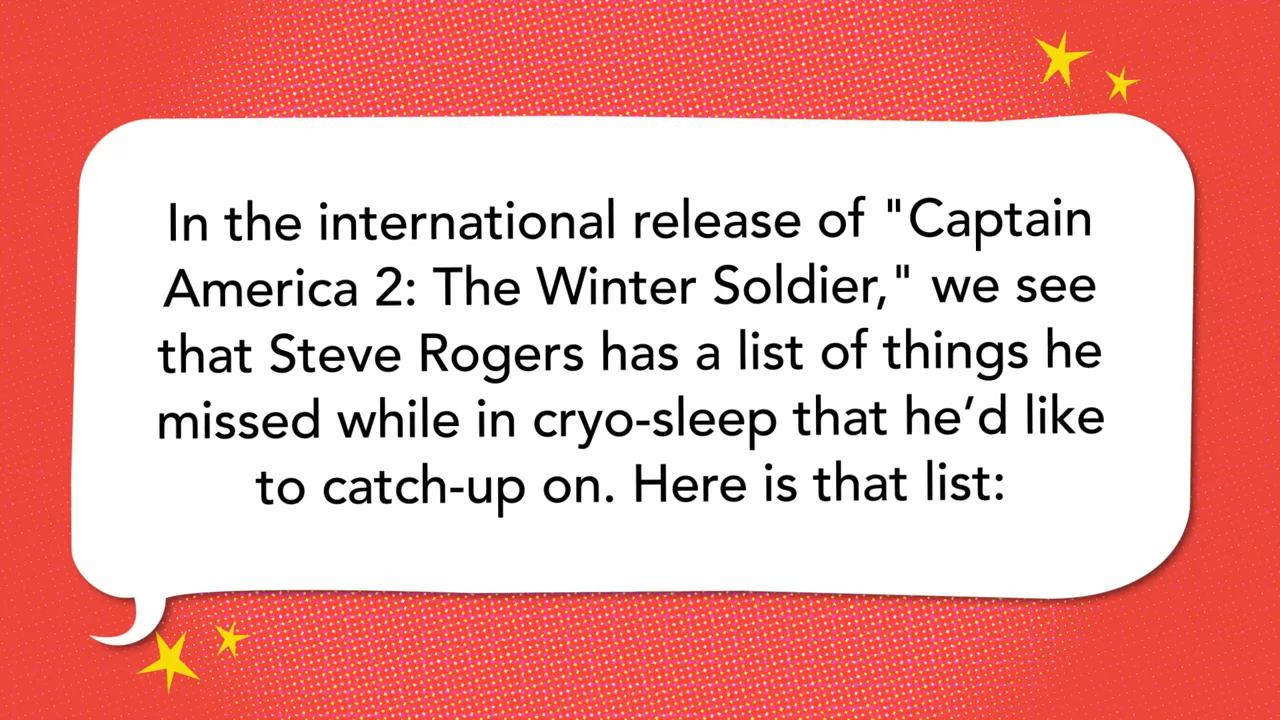 In the international release of "Captain
America 2: The Winter Soldier," we see
that Steve Rogers has a list of things he
missed while in cryo-sleep that he’d like
to catch-up on. Here is that list: